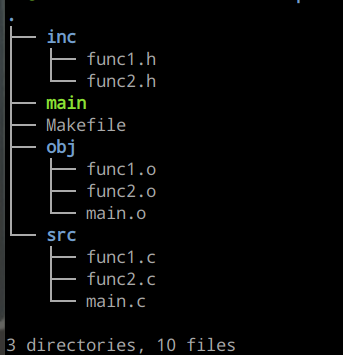 .
├── inc
│   ├── func1.h
│   └── func2.h
├── main
├── Makefile
├── obj
│   ├── func1.o
│   ├── func2.o
│   └── main.o
└── src
    ├── func1.c
    ├── func2.c
    └── main.c
3 directories, 10 files